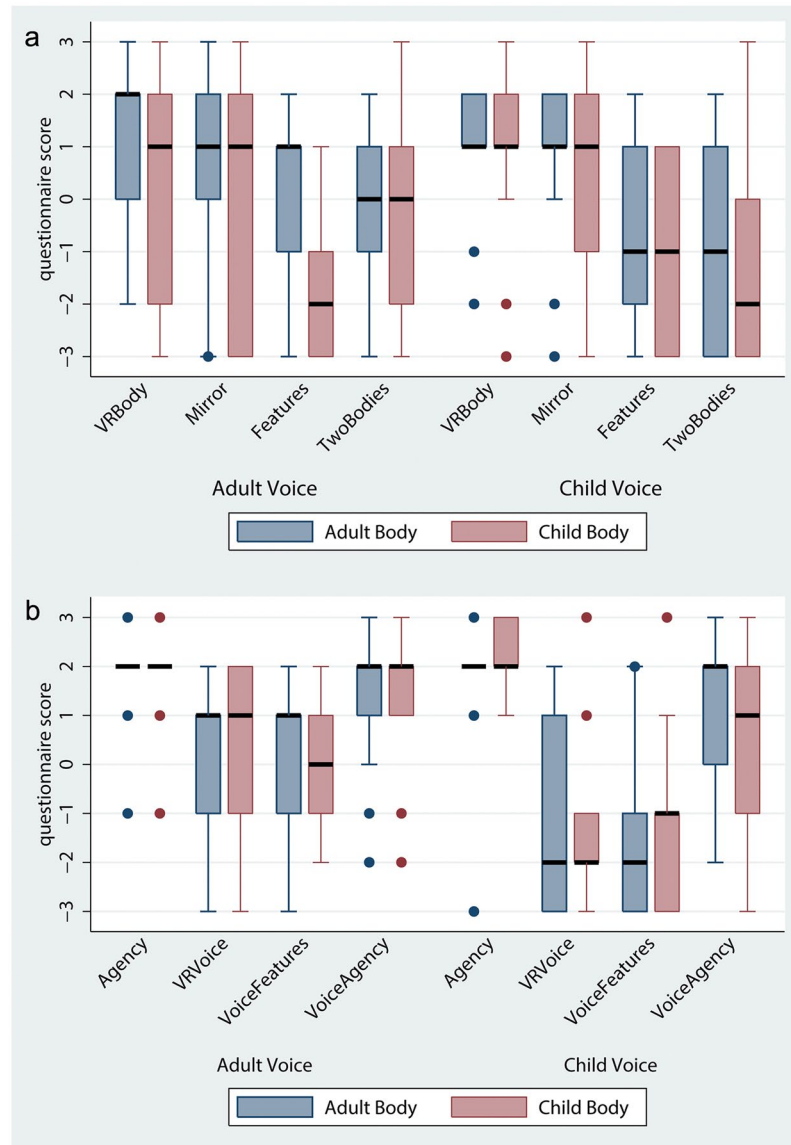 a
questionnaire score
3
2
1
0
−1
−2
−3
VRBody
Mirror
Features
TwoBodies
VRBody
Mirror
Features
TwoBodies
Adult Voice
Child Voice
Adult Body
Child Body
b
questionnaire score
3
2
1
0
−1
−2
−3
Agency
VRVoice
VoiceFeatures
VoiceAgency
Agency
VRVoice
VoiceFeatures
VoiceAgency
Adult Voice
Child Voice
Adult Body
Child Body